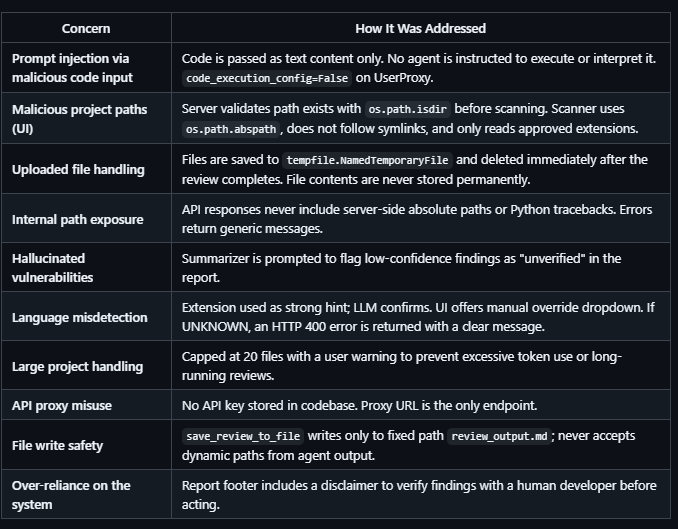 Concern
How It Was Addressed
Prompt injection via
malicious code input
Code is passed as text content only. No agent is instructed to execute or interpret it.
code_execution_config=False on UserProxy.
Malicious project paths
(UI)
Server validates path exists with os.path.isdir before scanning. Scanner uses
os.path.abspath, does not follow symlinks, and only reads approved extensions.
Uploaded file handling
Files are saved to tempfile.NamedTemporaryFile and deleted immediately after the
review completes. File contents are never stored permanently.
Internal path exposure
API responses never include server-side absolute paths or Python tracebacks. Errors
return generic messages.
Hallucinated
vulnerabilities
Summarizer is prompted to flag low-confidence findings as "unverified" in the
report.
Language misdetection
Extension used as strong hint; LLM confirms. UI offers manual override dropdown. If
UNKNOWN, an HTTP 400 error is returned with a clear message.
Large project handling
Capped at 20 files with a user warning to prevent excessive token use or long-
running reviews.
API proxy misuse
No API key stored in codebase. Proxy URL is the only endpoint.
File write safety
save_review_to_file writes only to fixed path review_output.md; never accepts
dynamic paths from agent output.
Over-reliance on the
system
Report footer includes a disclaimer to verify findings with a human developer before
acting.